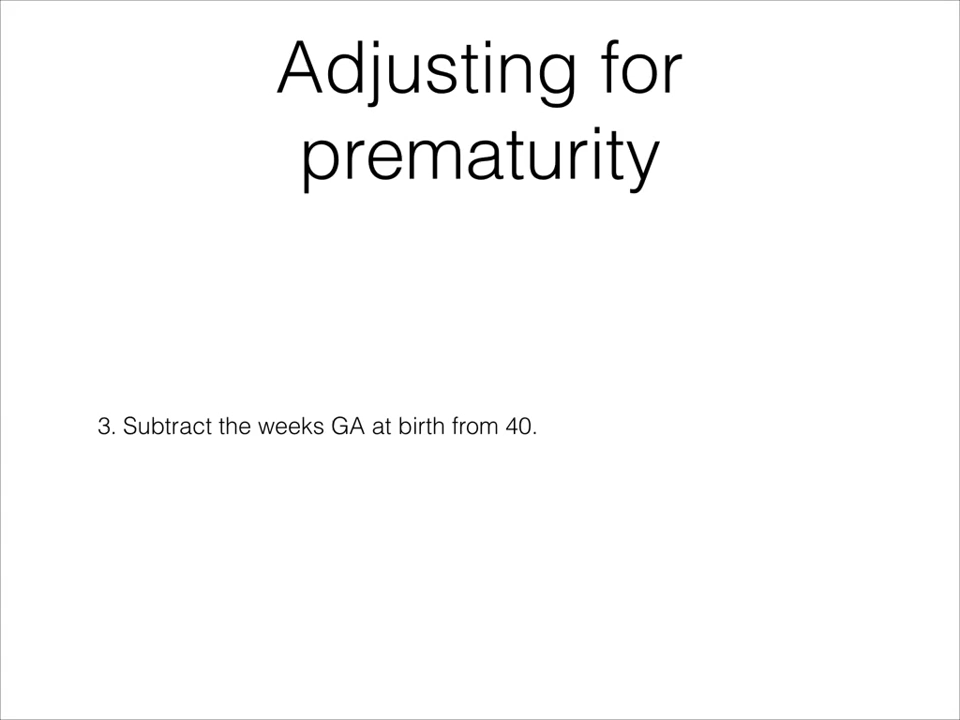 Adjusting for
prematurity
3. Subtract the weeks GA at birth from 40.